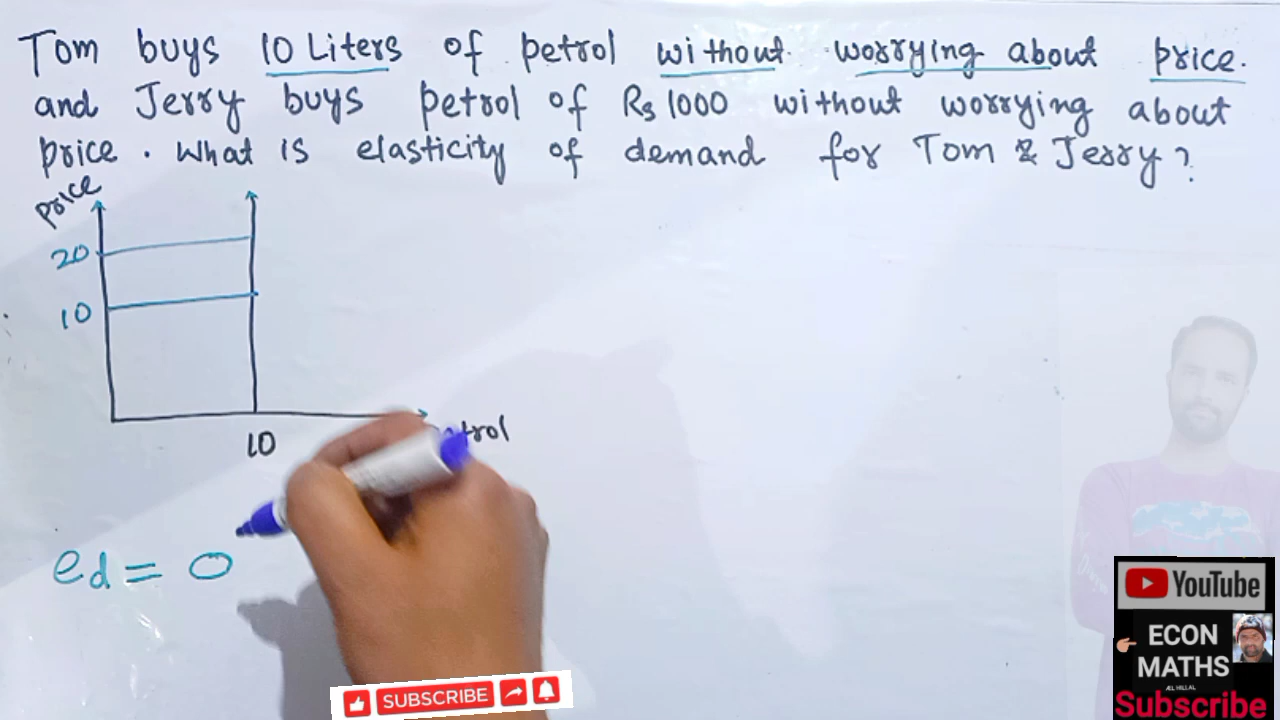 Tom buys 10 Liters of petrol without worrying about price.
and Jerry buys petrol of Rs 1000 without worrying about
price. What is elasticity of demand for Tom & Jerry?
price
20
10
10
trol
ed = 0
SUBSCRIBE
YouTube
ECON
MATHS
Subscribe